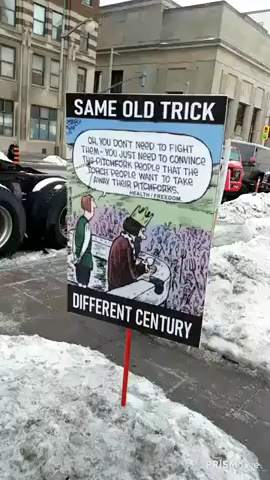 SAME OLD TRICK
OH, YOU DON'T NEED TO FIGHT
THEM - YOU JUST NEED TO CONVINCE
THE PITCHFORK PEOPLE THAT THE
TORCH PEOPLE WANT TO TAKE
AWAY THEIR PITCHFORKS.
HEALTH/FREEDOM
DIFFERENT CENTURY